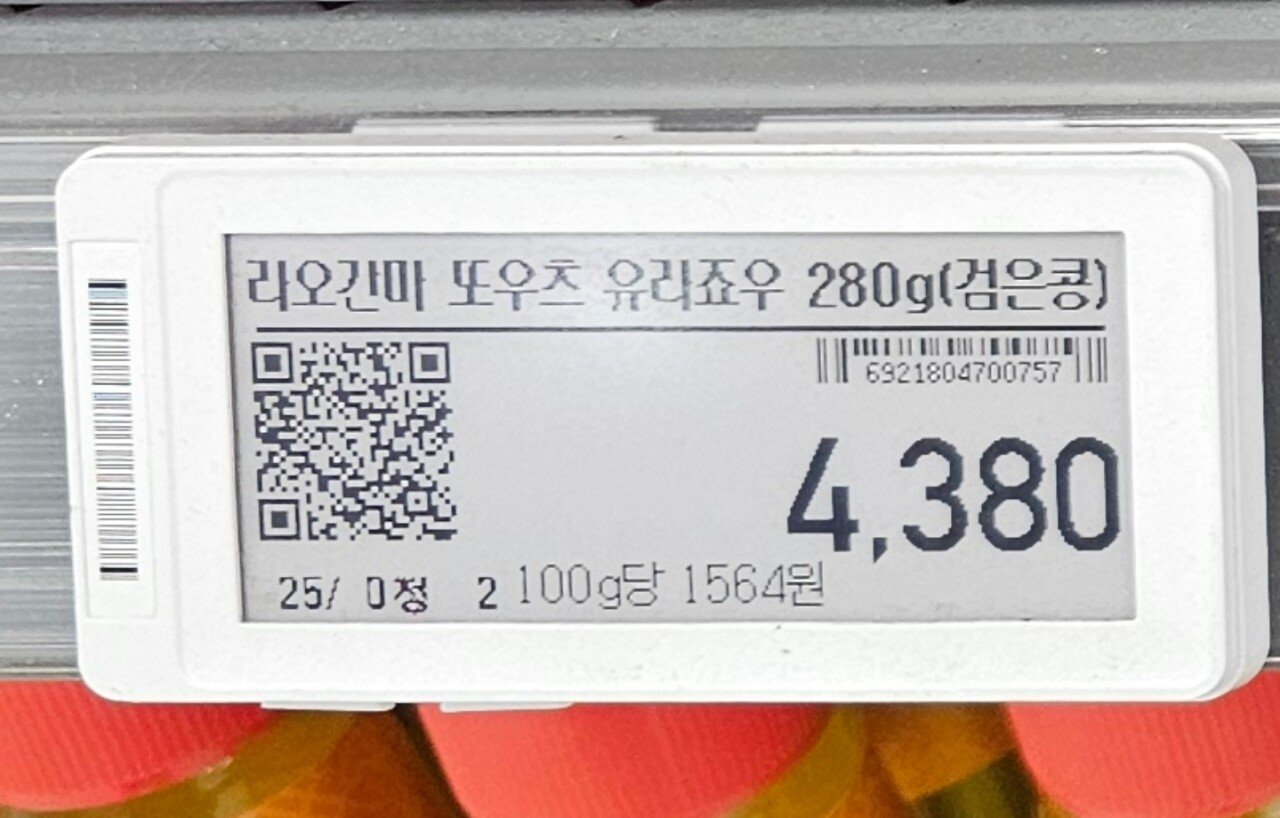 라오간마 또우츠 유리죠우 280g(검은콩)
6921804700757
4,380
25/ 0정 2 100g당 1564원